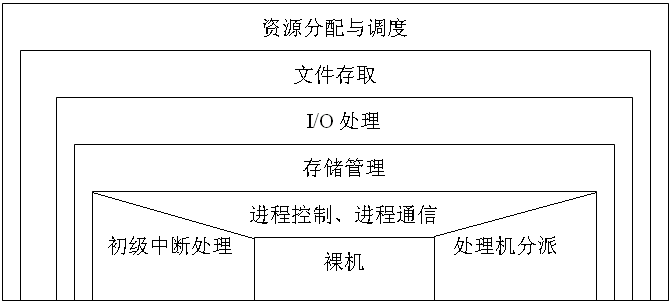 资源分配与调度
文件存取
I/O 处理
存储管理
进程控制、进程通信
初级中断处理
裸机
处理机分派